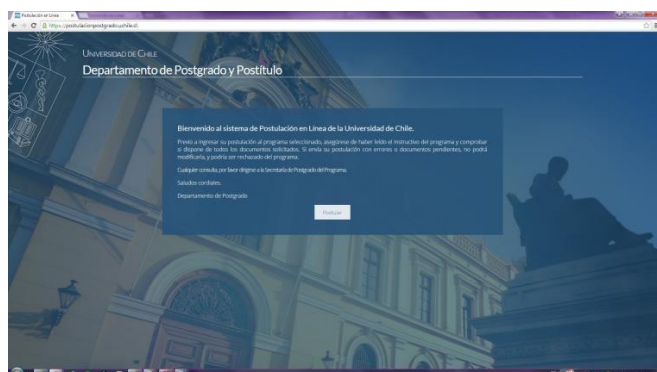 Postulación en Línea
https://postulacionpostgrado.uchile.cl
UNIVERSIDAD DE CHILE
Departamento de Postgrado y Postítulo
Bienvenido al sistema de Postulación en Línea de la Universidad de Chile.
Previo a ingresar su postulación al programa seleccionado, asegúrese de haber leído el instructivo del programa y comprobar
si dispone de todos los documentos solicitados. Si envía su postulación con errores o documentos pendientes, no podrá
modificarla, y podría ser rechazado del programa.
Cualquier consulta, por favor dirigirse a la Secretaría de Postgrado del Programa.
Saludos cordiales.
Departamento de Postgrado
Postular